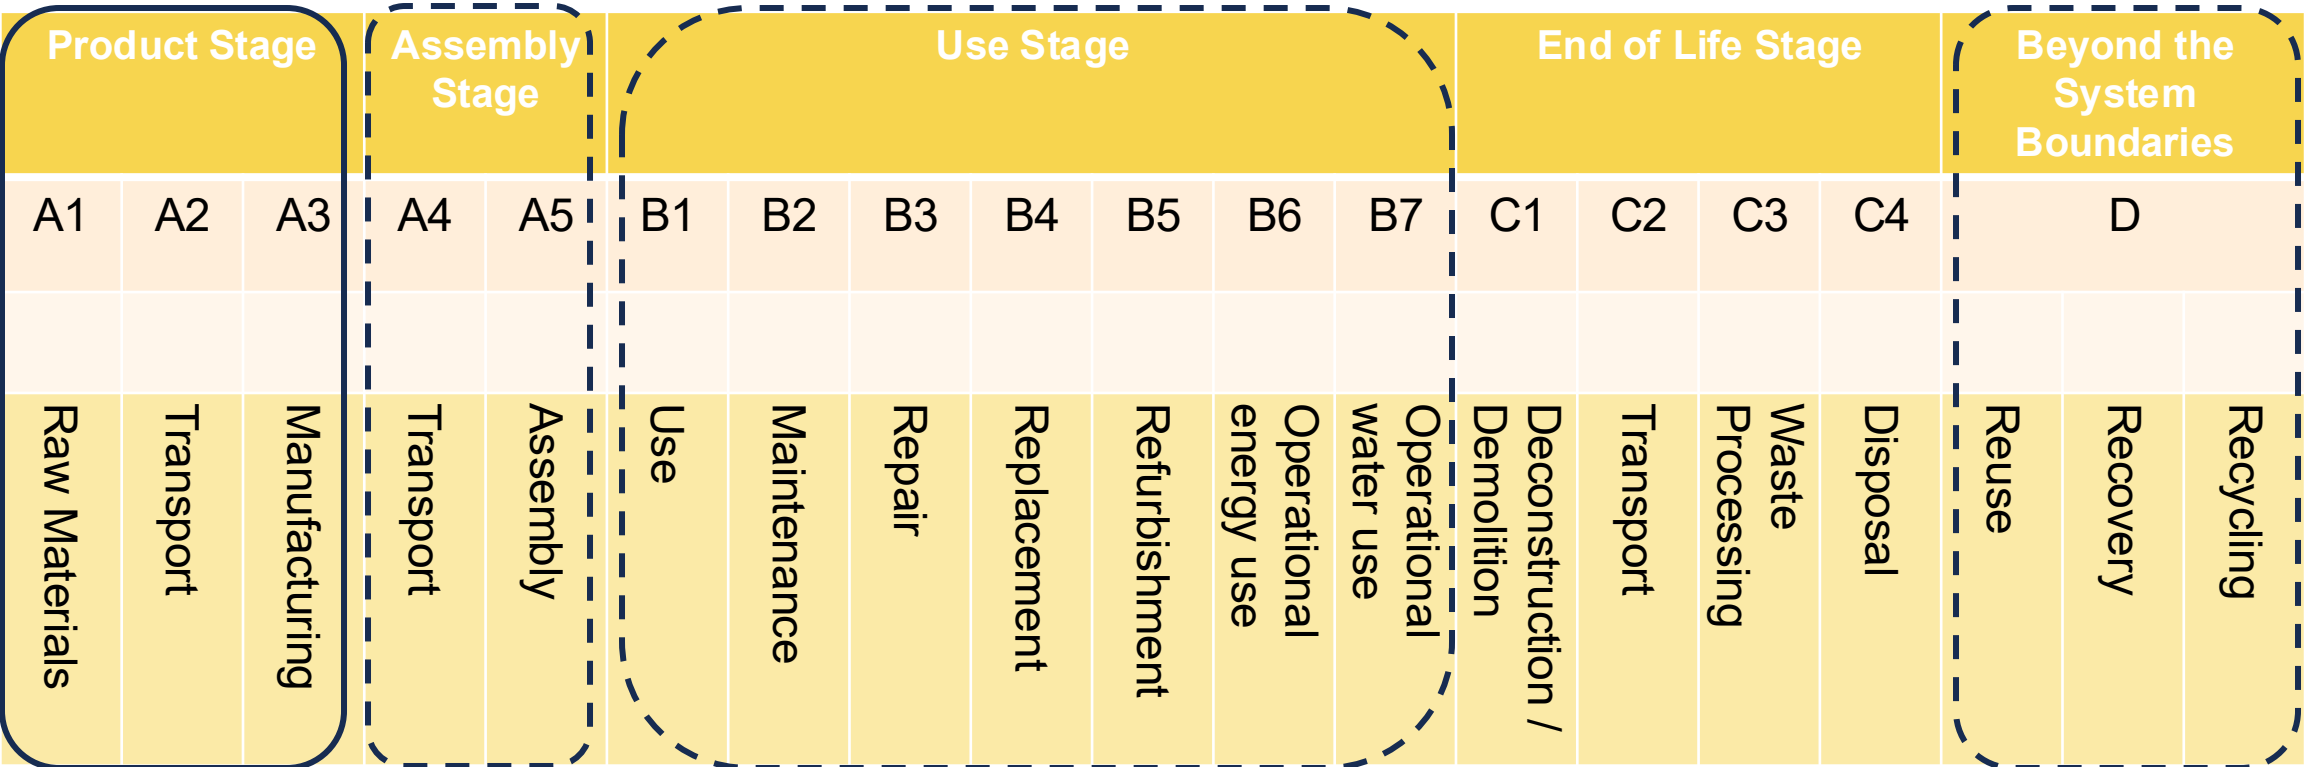 Product Stage
Assembly
Stage
Use Stage
End of Life Stage
Beyond the
System
Boundaries
A1
A2
A3
A4
A5
B1
B2
B3
B4
B5
B6
B7
C1
C2
C3
C4
D
Raw Materials
Transport
Manufacturing
Transport
Assembly
Use
Maintenance
Repair
Replacement
Refurbishment
Operational
energy use
Operational
water use
Deconstruction /
Demolition
Transport
Waste
Processing
Disposal
Reuse
Recovery
Recycling